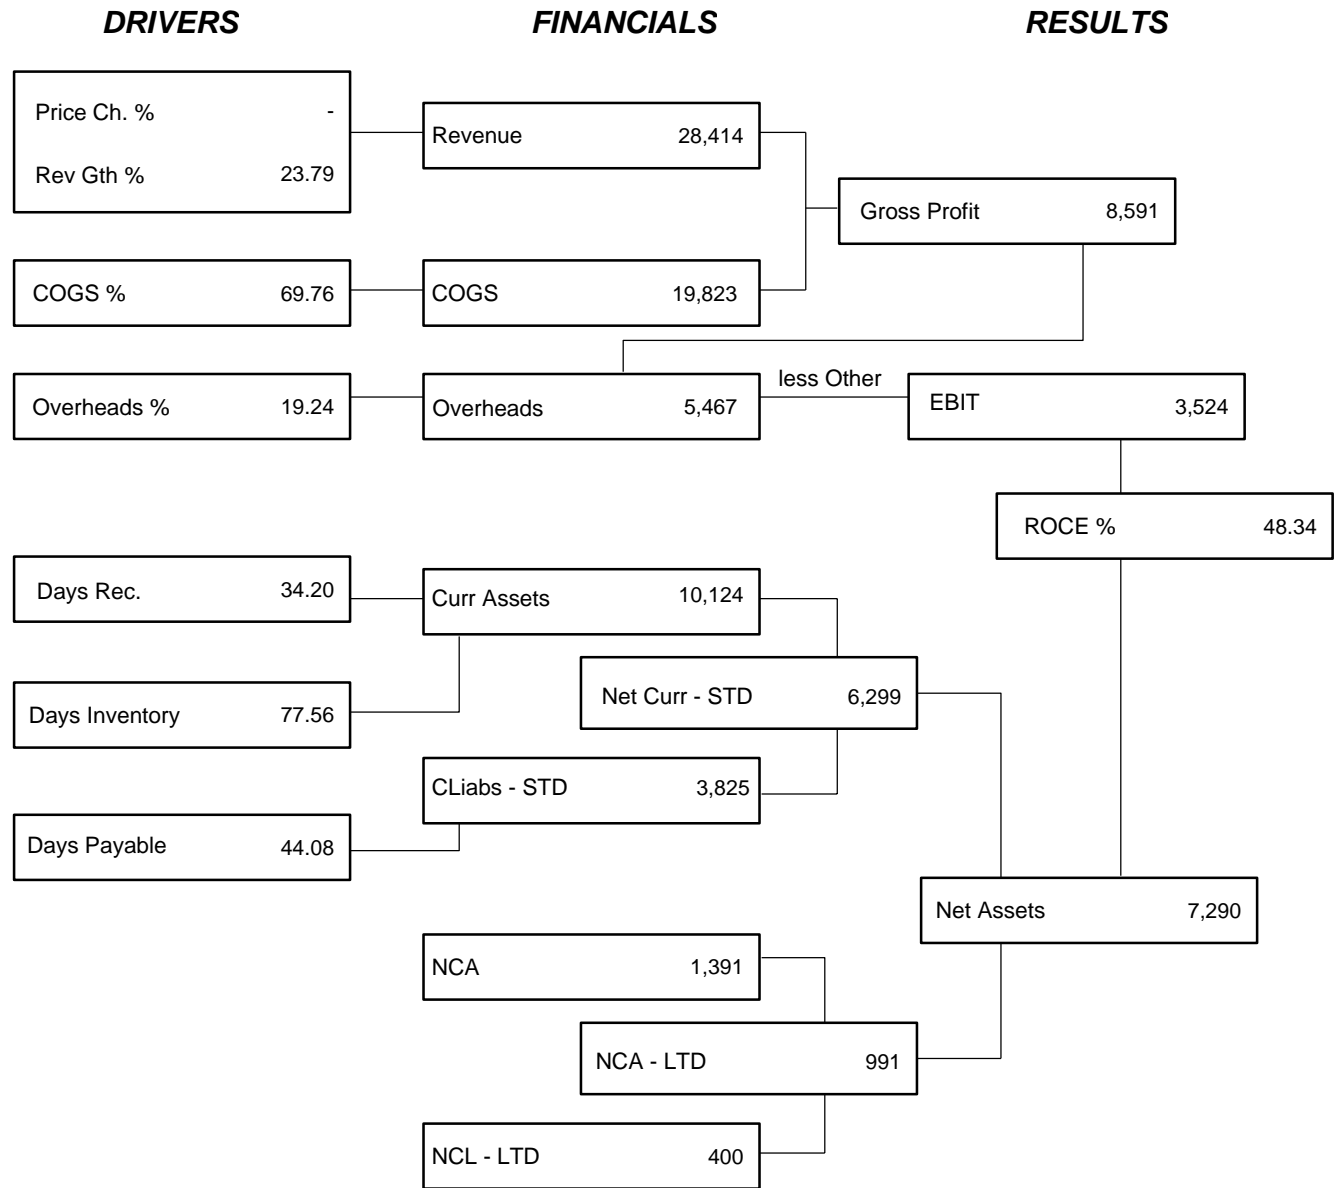 DRIVERS FINANCIALS RESULTS
Price Ch. % -
Rev Gth % 23.79
Revenue 28,414
Gross Profit 8,591
COGS % 69.76
COGS 19,823
less Other
Overheads % 19.24
Overheads 5,467
EBIT 3,524
ROCE % 48.34
Days Rec. 34.20
Curr Assets 10,124
Net Curr - STD 6,299
Days Inventory 77.56
CLiabs - STD 3,825
Days Payable 44.08
Net Assets 7,290
NCA 1,391
NCA - LTD 991
NCL - LTD 400